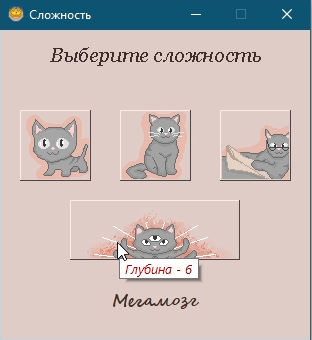 Сложность
Выберите сложность
Глубина - 6
Мегамозг